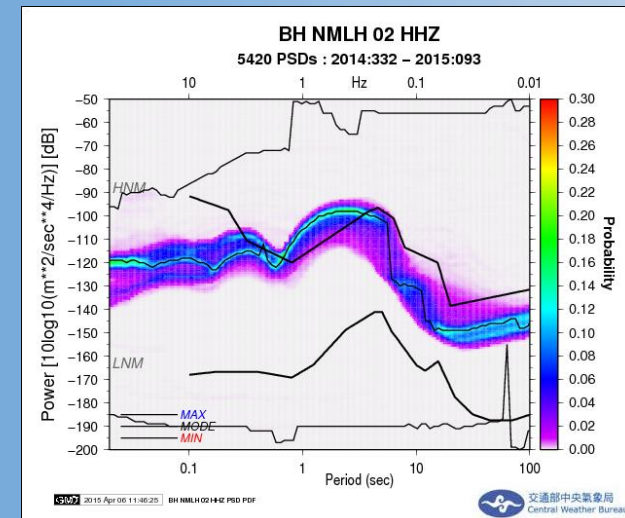 BH NMLH 02 HHZ
5420 PSDs : 2014:332 – 2015:093
10 1 Hz 0.1 0.01
HNM
LNM
MAX
MODE
MIN
−50
−60
−70
−80
−90
−100
−110
−120
−130
−140
−150
−160
−170
−180
−190
−200
Power [10log10(m**2/sec**4/Hz)] [dB]
0.1 1 10 100
Period (sec)
0.30
0.28
0.26
0.24
0.22
0.20
0.18
0.16
0.14
0.12
0.10
0.08
0.06
0.04
0.02
0.00
Probability
GMT 2015 Apr 06 11:46:25 BH NMLH 02 HHZ PSD PDF
交通部中央氣象局
Central Weather Bureau